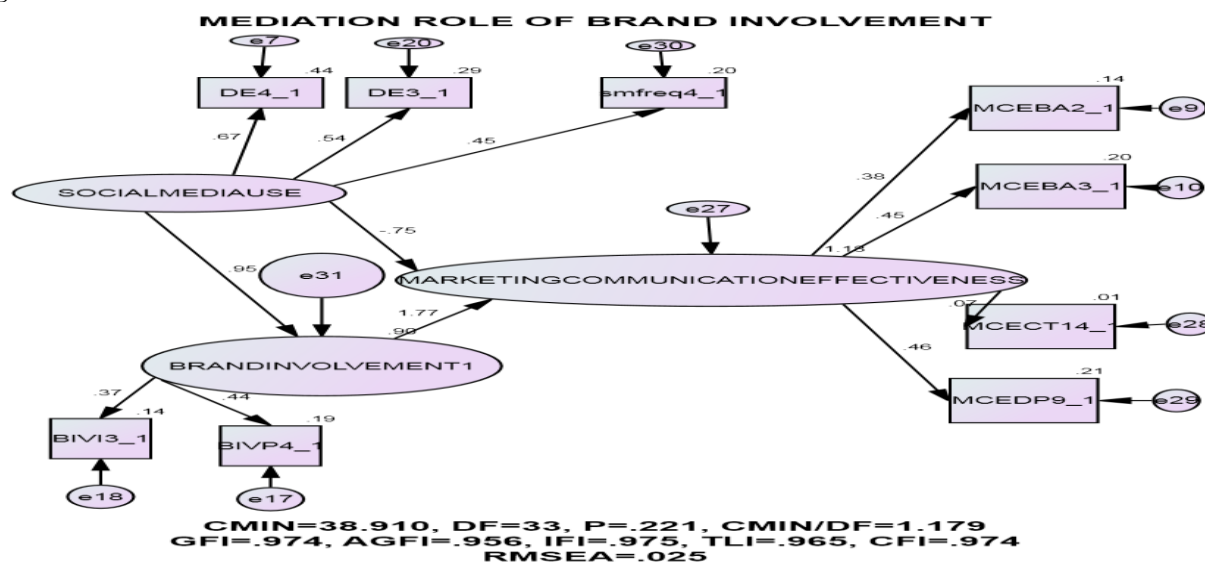 MEDIATION ROLE OF BRAND INVOLVEMENT
e7
e20
e30
.44
.29
.20
.14
DE4_1
DE3_1
smfreq4_1
MCEBA2_1
e9
.67
.54
.45
.38
.20
SOCIALMEDIAUSE
MCEBA3_1
e10
e27
.45
-.75
1.18
.95
e31
MARKETINGCOMMUNICATIONEFFECTIVENESS
1.77
.90
.07
.01
MCECT14_1
e28
.46
BRANDINVOLVEMENT1
.21
.37
.44
MCEDP9_1
e29
.14
.19
BIVI3_1
BIVP4_1
e18
e17
CMIN=38.910, DF=33, P=.221, CMIN/DF=1.179
GFI=.974, AGFI=.956, IFI=.975, TLI=.965, CFI=.974
RMSEA=.025